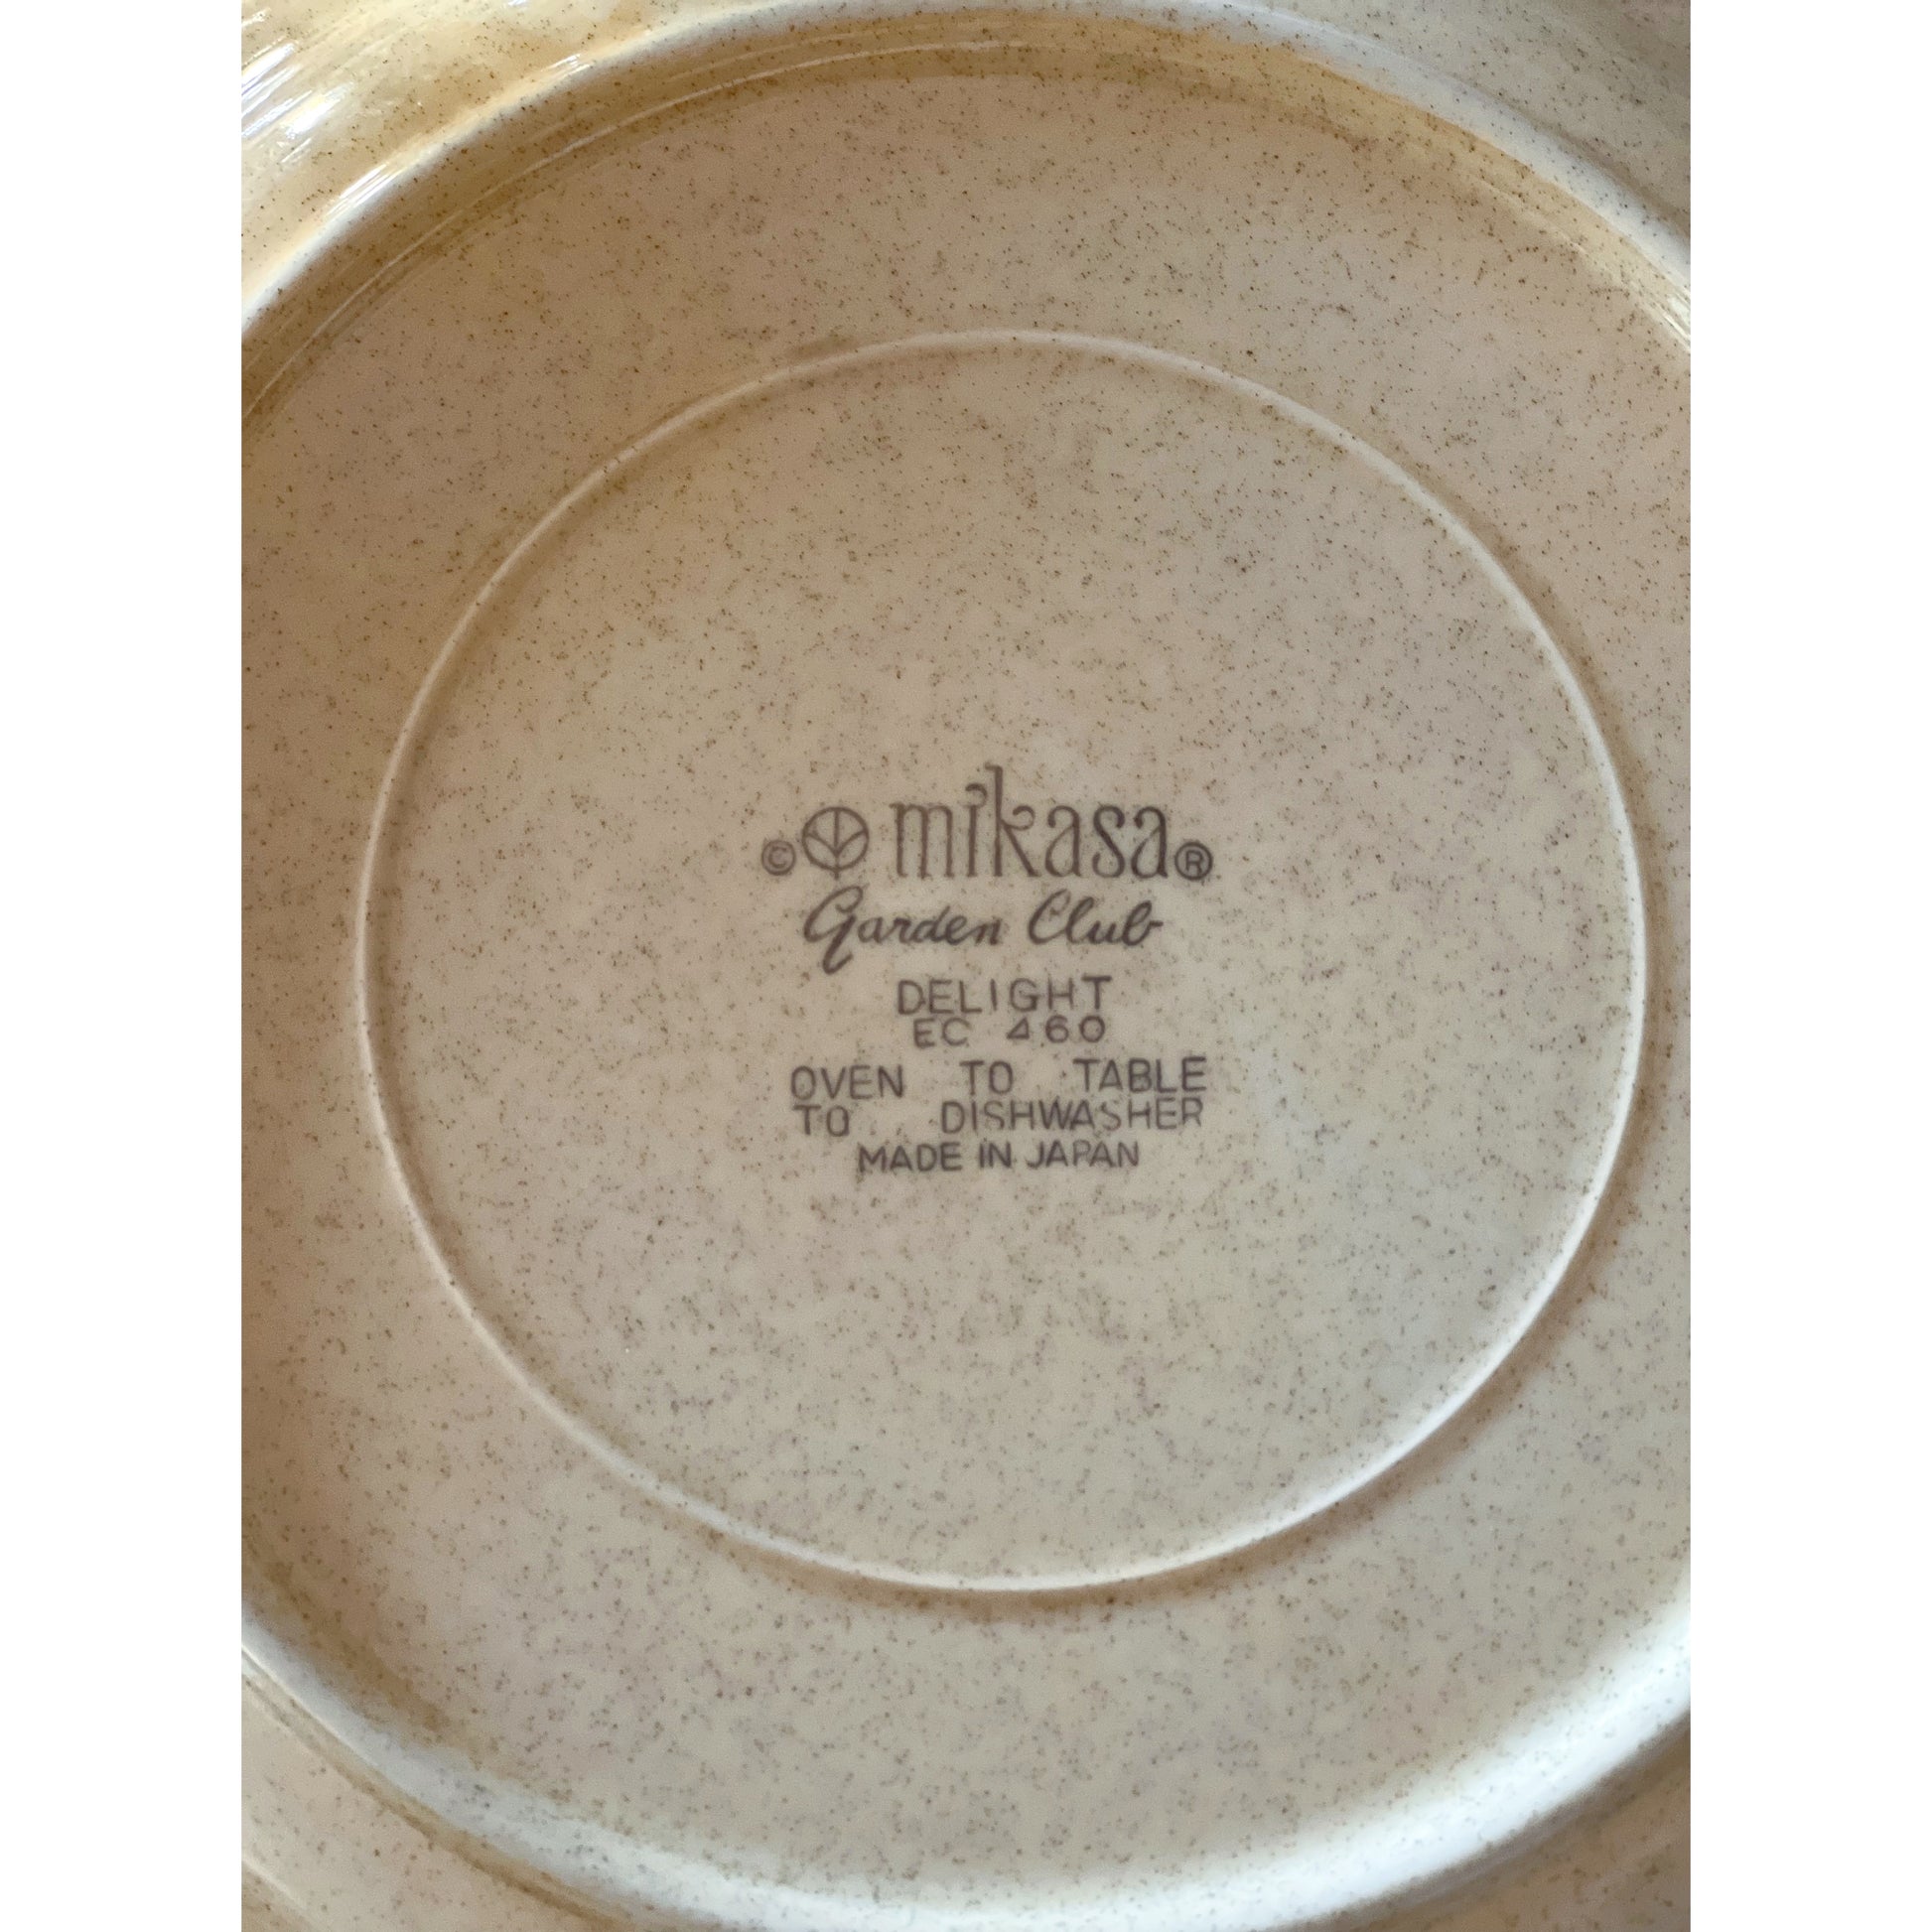 © mikasa®
Garden Club
DELIGHT
EC 460
OVEN TO TABLE
TO DISHWASHER
MADE IN JAPAN